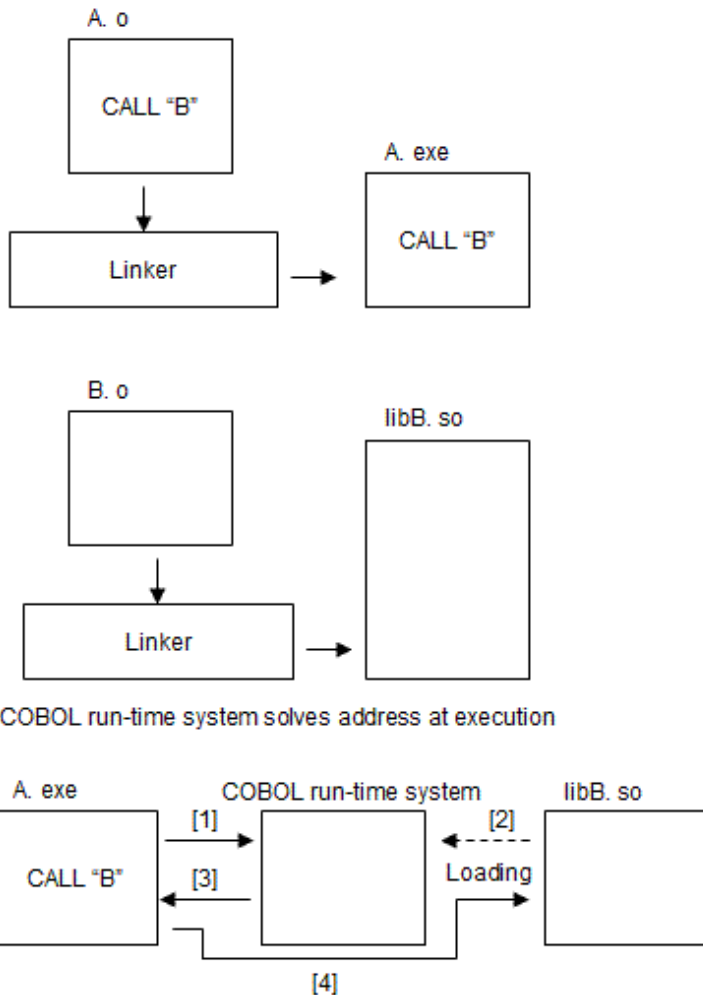 A. o
CALL “B”
A. exe
Linker
CALL “B”
B. o
libB. so
Linker
COBOL run-time system solves address at execution
A. exe
COBOL run-time system
libB. so
[1]
[2]
CALL “B”
[3]
Loading
[4]